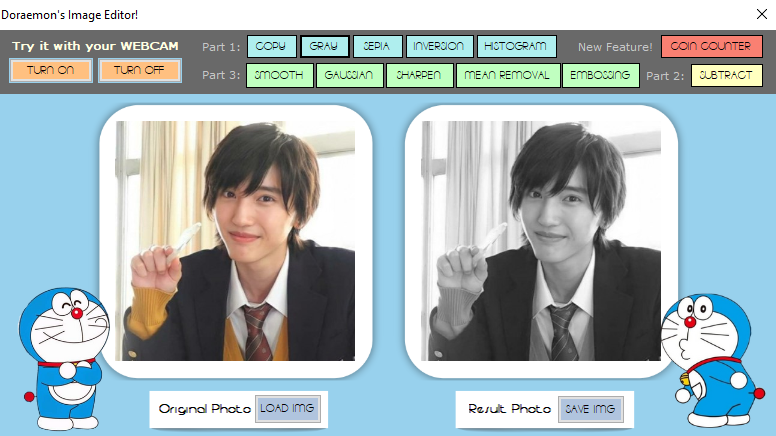 Doraemon's Image Editor!
Try it with your WEBCAM
TURN ON TURN OFF
Part 1: COPY GRAY SEPIA INVERSION HISTOGRAM New Feature! COIN COUNTER
Part 3: SMOOTH GAUSSIAN SHARPEN MEAN REMOVAL EMBOSSING Part 2: SUBTRACT
Original Photo LOAD IMG
Result Photo SAVE IMG